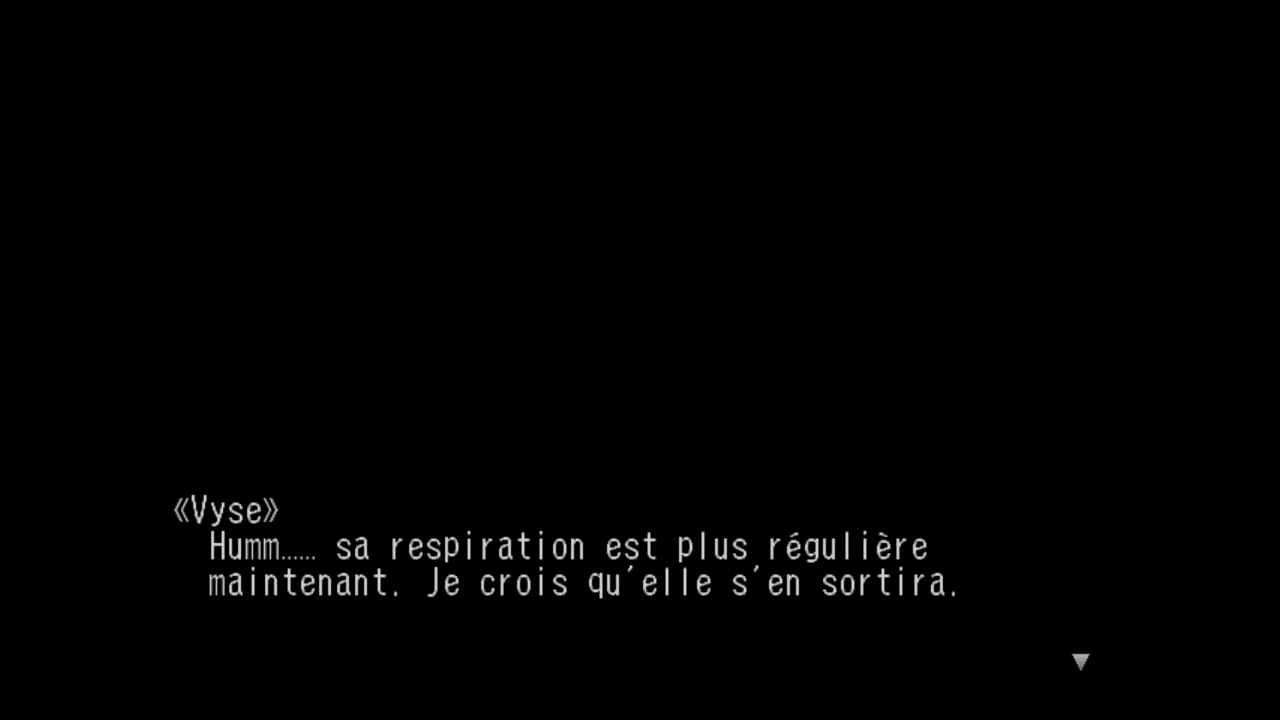 《Vyse》
Humm…… sa respiration est plus régulière
maintenant. Je crois qu'elle s'en sortira.